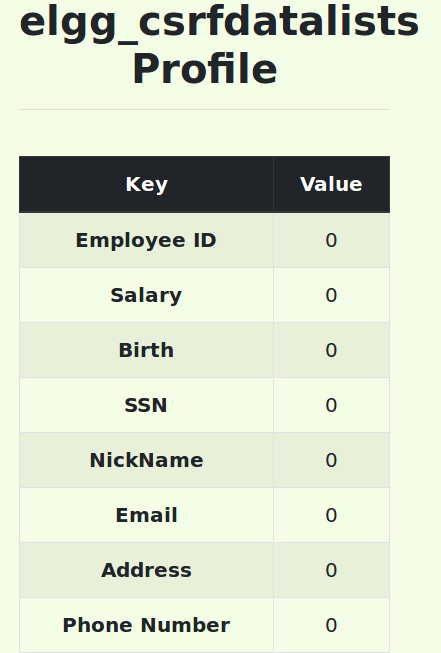 elgg_csrfdatalists
Profile
Key Value
Employee ID 0
Salary 0
Birth 0
SSN 0
NickName 0
Email 0
Address 0
Phone Number 0